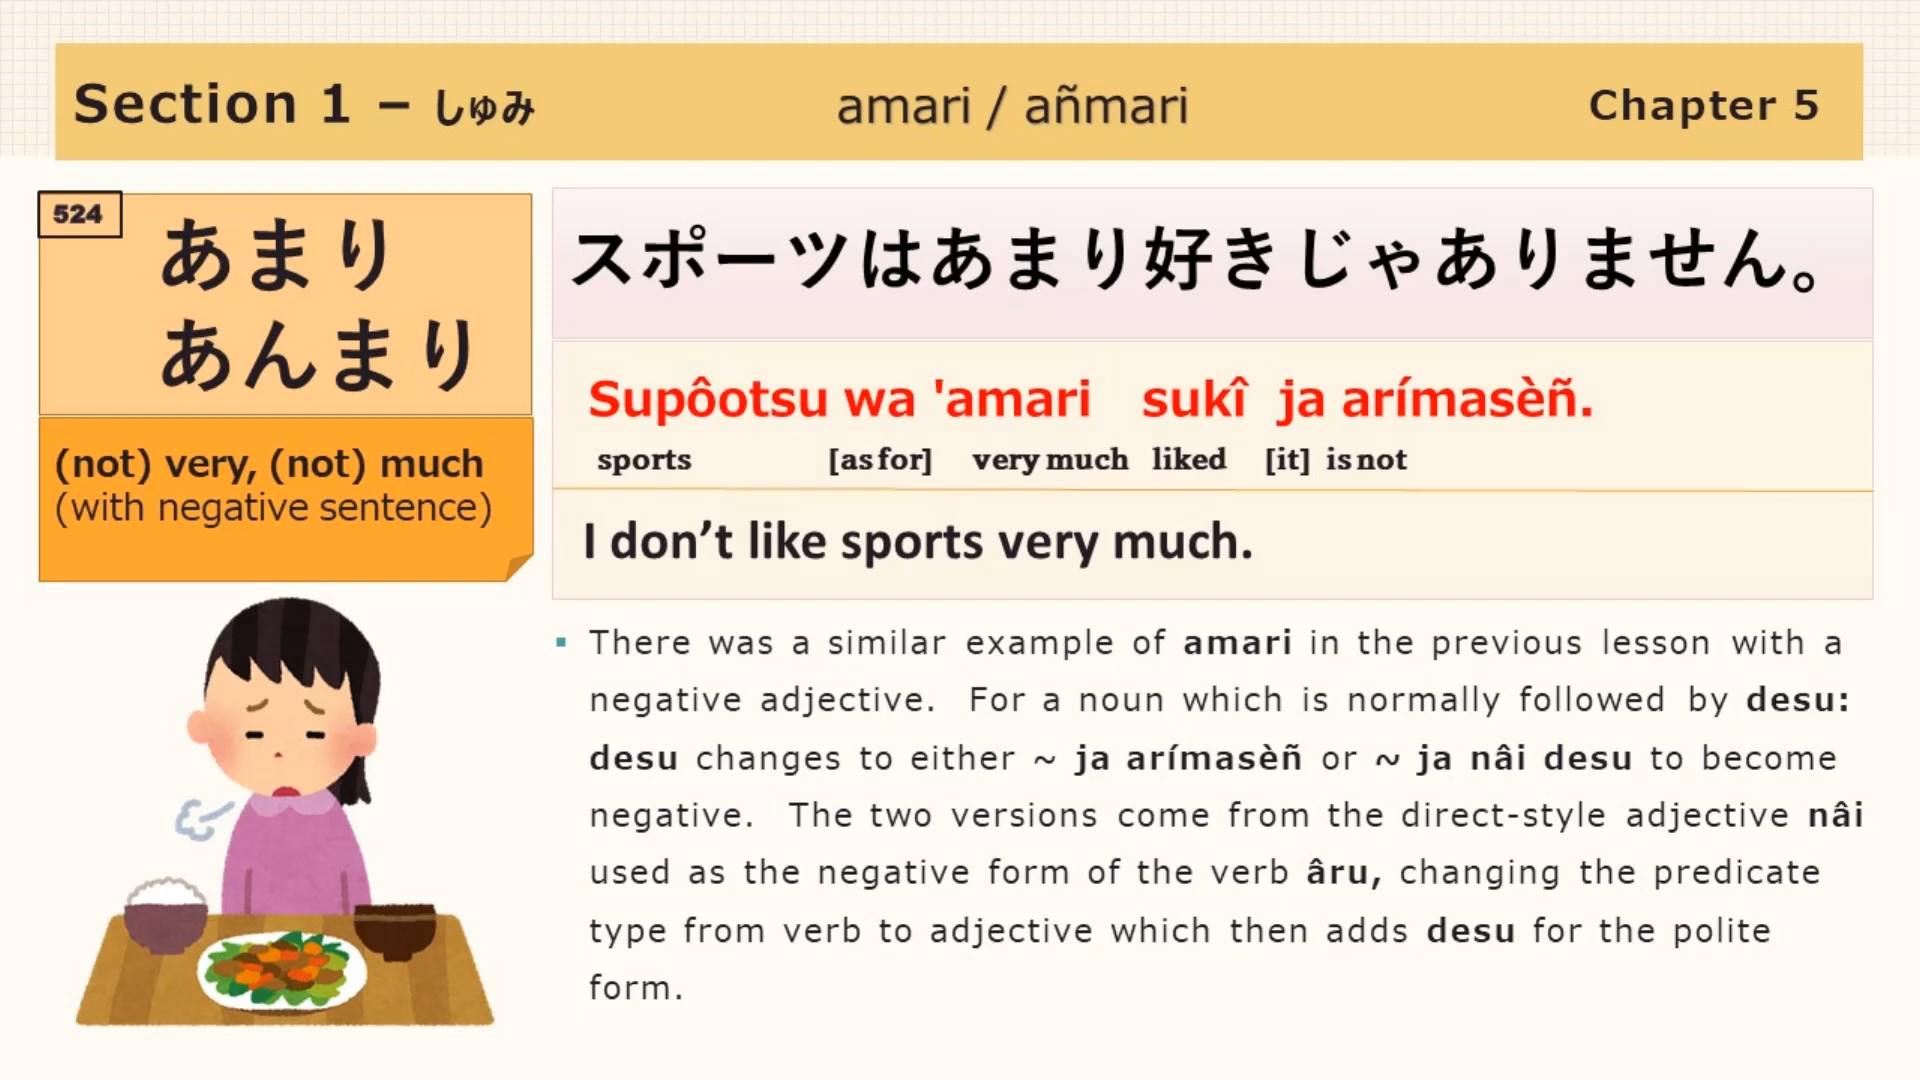 Section 1 – しゅみ amari / añmari Chapter 5
524
あまり
あんまり
(not) very, (not) much
(with negative sentence)
スポーツはあまり好きじゃありません。
Supôotsu wa 'amari sukî ja arímasèñ.
sports [as for] very much liked [it] is not
I don’t like sports very much.
▪ There was a similar example of amari in the previous lesson with a
negative adjective. For a noun which is normally followed by desu:
desu changes to either ~ ja arímasèñ or ~ ja nâi desu to become
negative. The two versions come from the direct-style adjective nâi
used as the negative form of the verb âru, changing the predicate
type from verb to adjective which then adds desu for the polite
form.